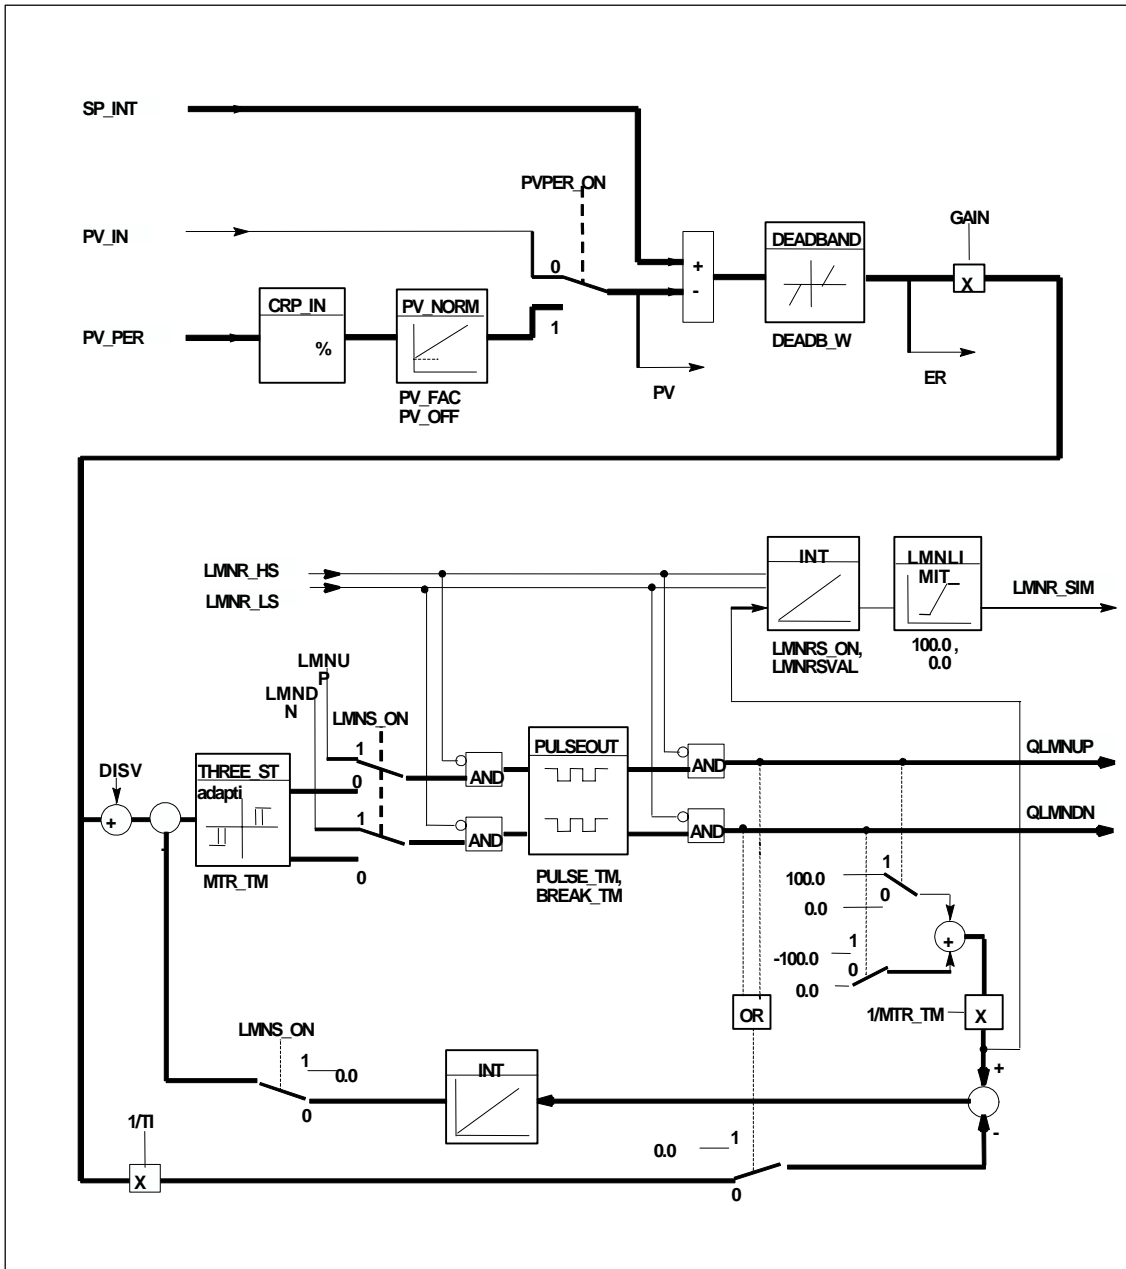 SP_INT
PVPER_ON
GAIN
PV_IN
DEADBAND
0
+
-
X
CRP_IN
PV_NORM
PV_PER
%
1
DEADB_W
PV_FAC
PV_OFF
PV
ER
INT
LMNLI
MIT_
LMNR_HS
LMNR_LS
LMNR_SIM
LMNRS_ON,
LMNRSVAL
100.0 ,
0.0
LMNU
P
LMND
N
LMNS_ON
PULSEOUT
QLMNUP
1
AND
AND
DISV
THREE_ST
adapti
0
+
1
AND
AND
QLMNDN
-
0
MTR_TM
PULSE_TM,
BREAK_TM
1
100.0
0
0.0
+
1
-100.0
0
0.0
OR
1/MTR_TM
X
LMNS_ON
1
0.0
INT
+
0
1/TI
1
0.0
-
X
0